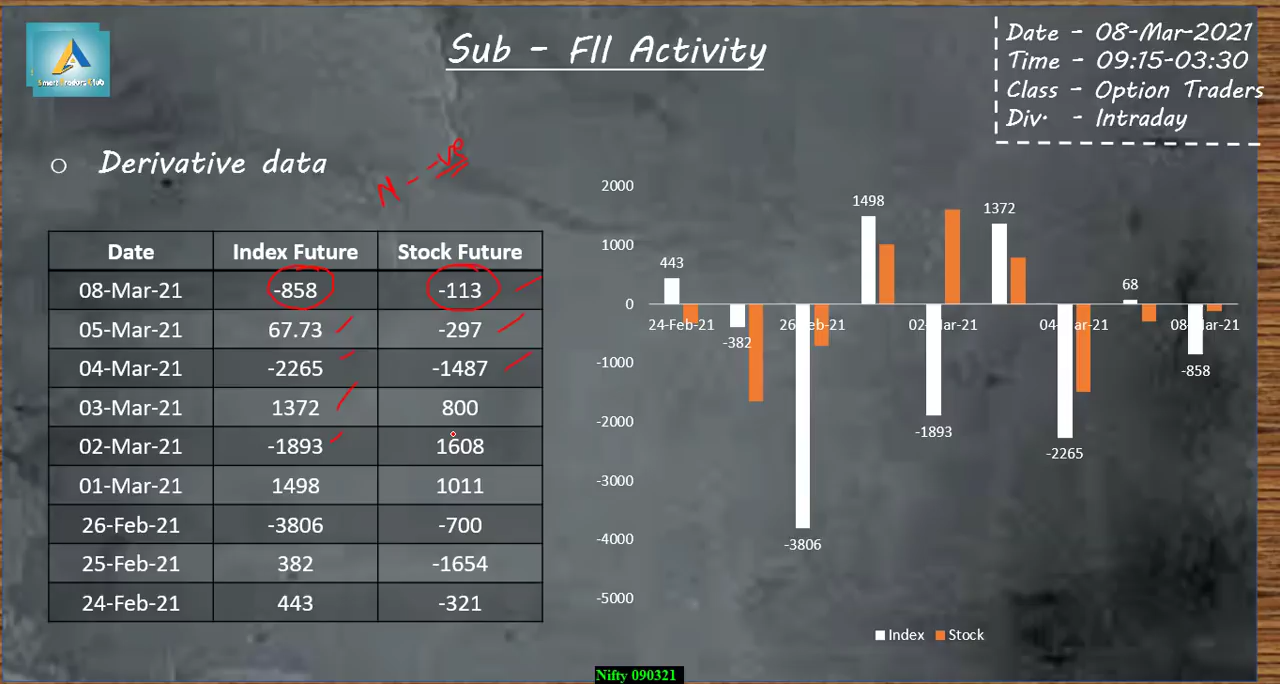 Smart Traders Klub
Sub - FII Activity
Date - 08-Mar-2021
Time - 09:15-03:30
Class - Option Traders
Div. - Intraday
Derivative data
N - -ve
Date Index Future Stock Future
08-Mar-21 -858 -113
05-Mar-21 67.73 -297
04-Mar-21 -2265 -1487
03-Mar-21 1372 800
02-Mar-21 -1893 1608
01-Mar-21 1498 1011
26-Feb-21 -3806 -700
25-Feb-21 382 -1654
24-Feb-21 443 -321
2000
1000
0
-1000
-2000
-3000
-4000
-5000
443
-382
-3806
1498
-1893
1372
-2265
68
-858
24-Feb-21 26-Feb-21 02-Mar-21 04-Mar-21 08-Mar-21
Index Stock
Nifty 090321